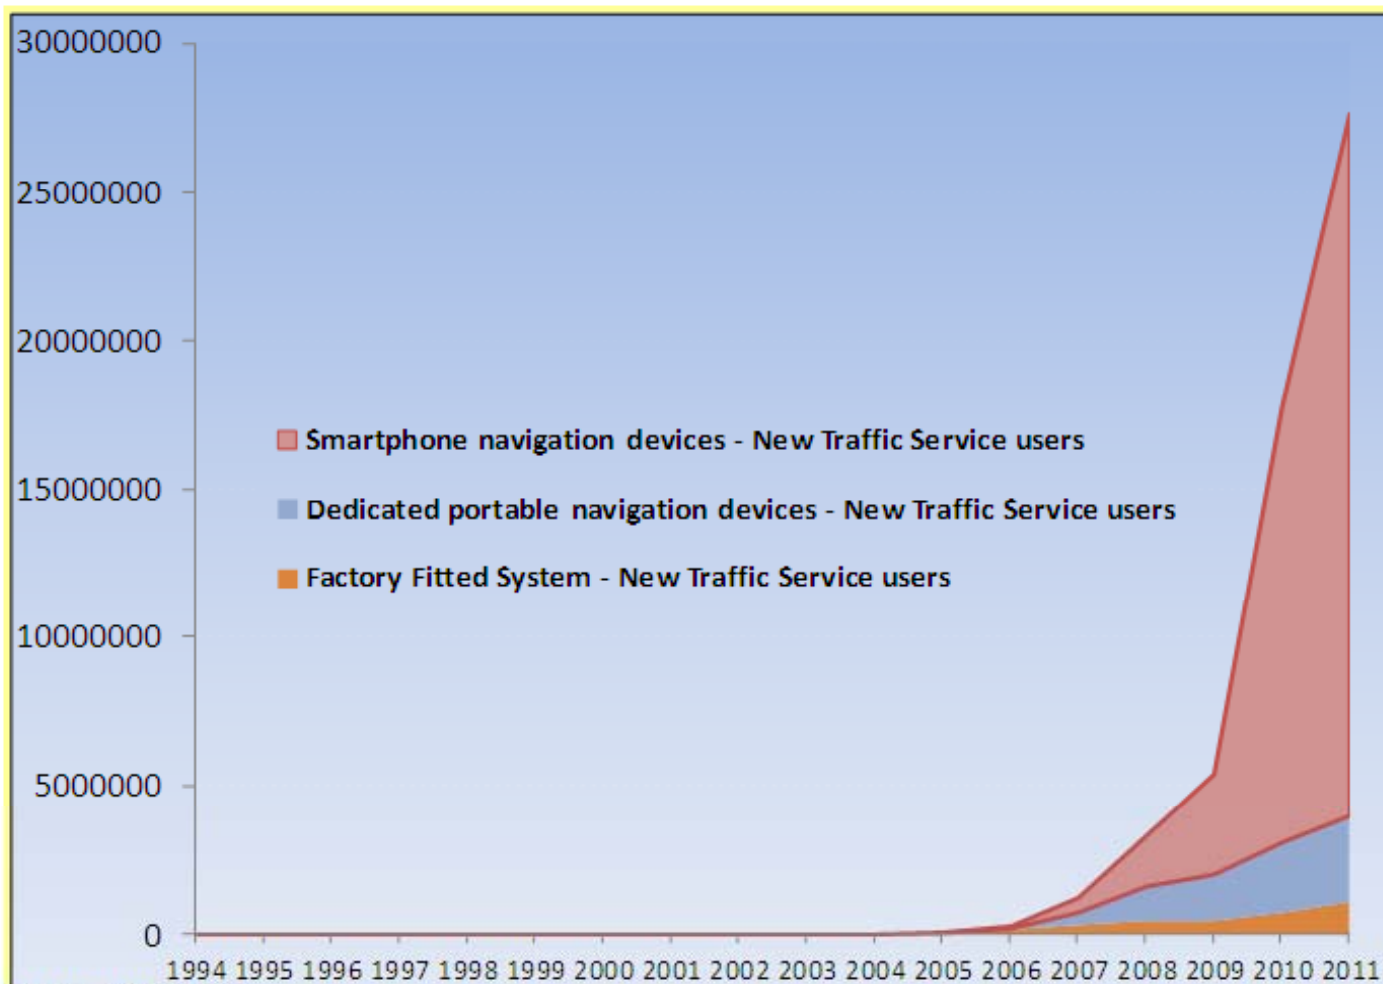 30000000
25000000
20000000
15000000
10000000
5000000
0
Smartphone navigation devices - New Traffic Service users
Dedicated portable navigation devices - New Traffic Service users
Factory Fitted System - New Traffic Service users
1994 1995 1996 1997 1998 1999 2000 2001 2002 2003 2004 2005 2006 2007 2008 2009 2010 2011